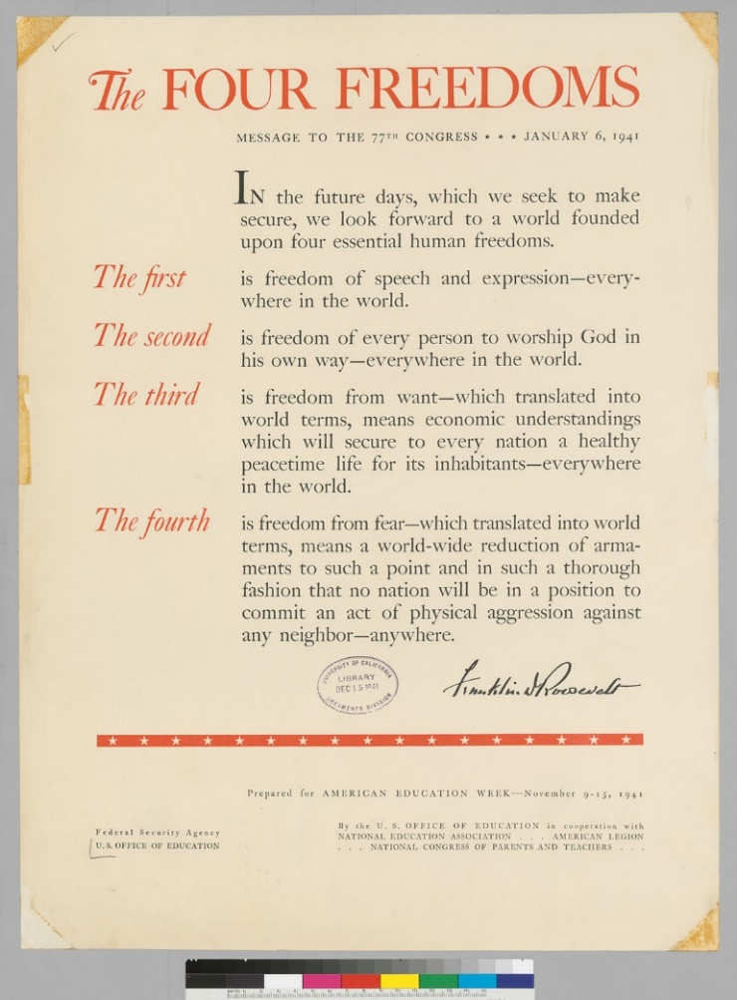 The FOUR FREEDOMS
MESSAGE TO THE 77TH CONGRESS ★ ★ ★ JANUARY 6, 1941
IN the future days, which we seek to make
secure, we look forward to a world founded
upon four essential human freedoms.
The first is freedom of speech and expression—every-
where in the world.
The second is freedom of every person to worship God in
his own way—everywhere in the world.
The third is freedom from want—which translated into
world terms, means economic understandings
which will secure to every nation a healthy
peacetime life for its inhabitants—everywhere
in the world.
The fourth is freedom from fear—which translated into world
terms, means a world-wide reduction of arma-
ments to such a point and in such a thorough
fashion that no nation will be in a position to
commit an act of physical aggression against
any neighbor—anywhere.
UNIVERSITY OF CALIFORNIA
LIBRARY
DEC 15 1941
DOCUMENTS DIVISION
Franklin D Roosevelt
Prepared for AMERICAN EDUCATION WEEK—November 9-15, 1941
Federal Security Agency
U. S. OFFICE OF EDUCATION
By the U. S. OFFICE OF EDUCATION in cooperation with
NATIONAL EDUCATION ASSOCIATION . . . AMERICAN LEGION
. . . NATIONAL CONGRESS OF PARENTS AND TEACHERS . . .